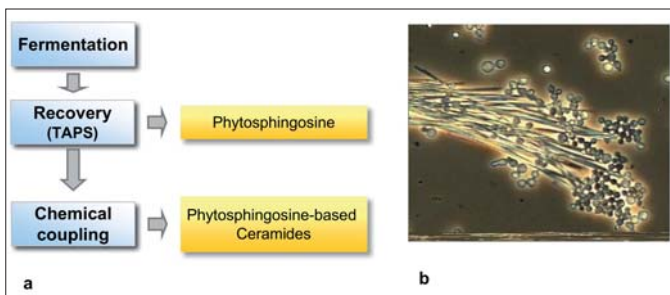 Fermentation
Recovery
(TAPS)
Phytosphingosine
Chemical
coupling
Phytosphingosine-based
Ceramides
a
b